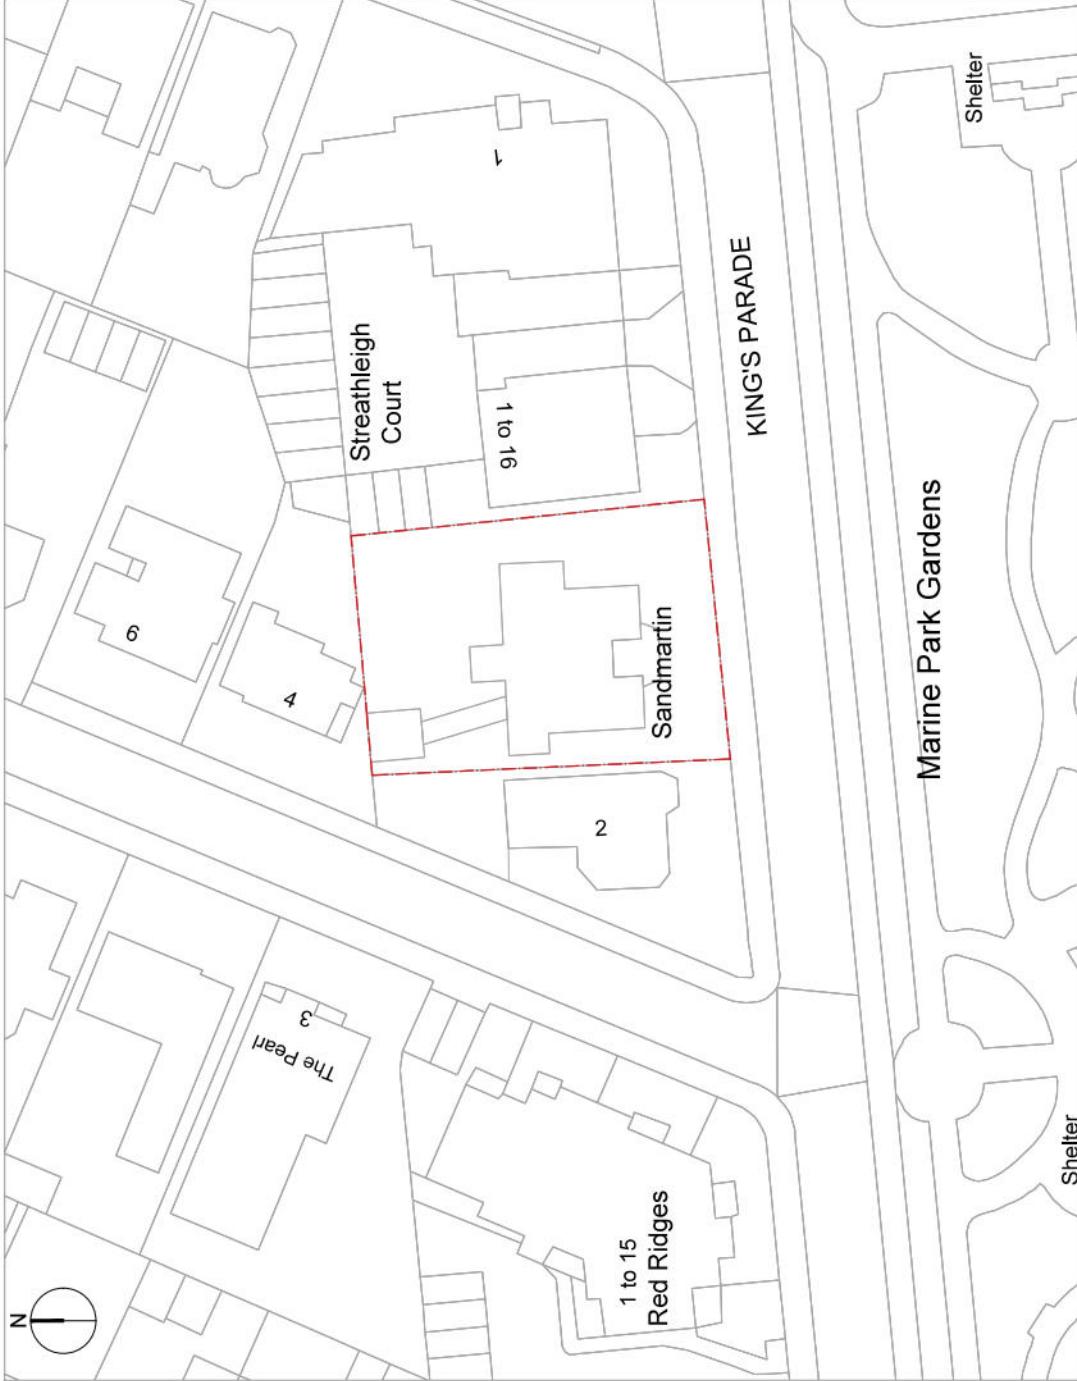 Shelter
1
KING'S PARADE
Streathleigh
Court
1 to 16
Marine Park Gardens
6
4
Sandmartin
2
3
The Pearl
1 to 15
Red Ridges
Shelter
N